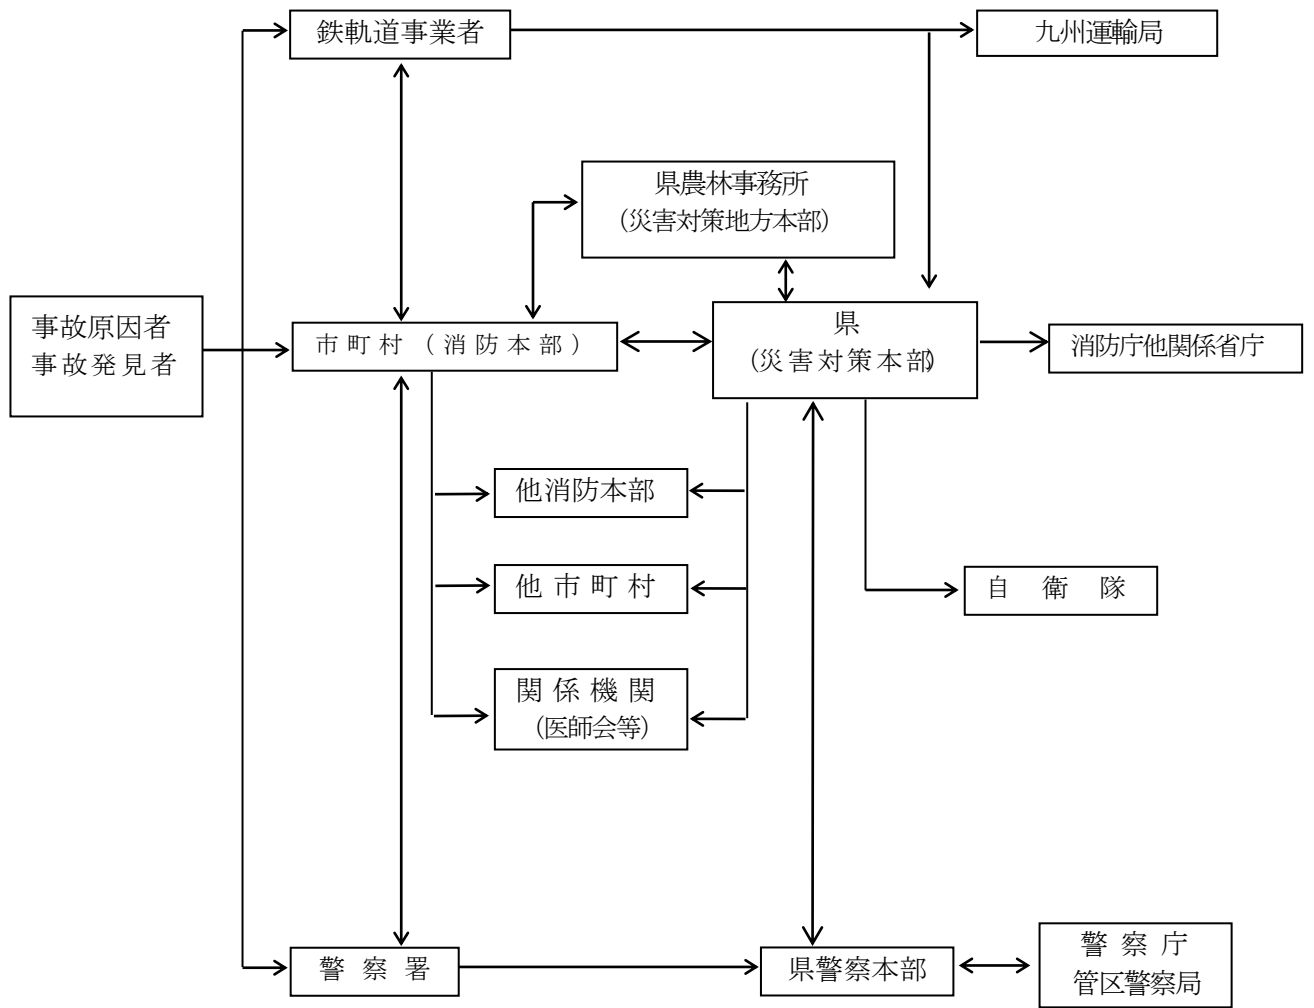 鉄軌道事業者
九州運輸局
県農林事務所
(災害対策地方本部)
事故原因者
事故発見者
市町村(消防本部)
県
(災害対策本部)
消防庁他関係省庁
他消防本部
他市町村
自衛隊
関係機関
(医師会等)
警察署
県警察本部
警察庁
管区警察局